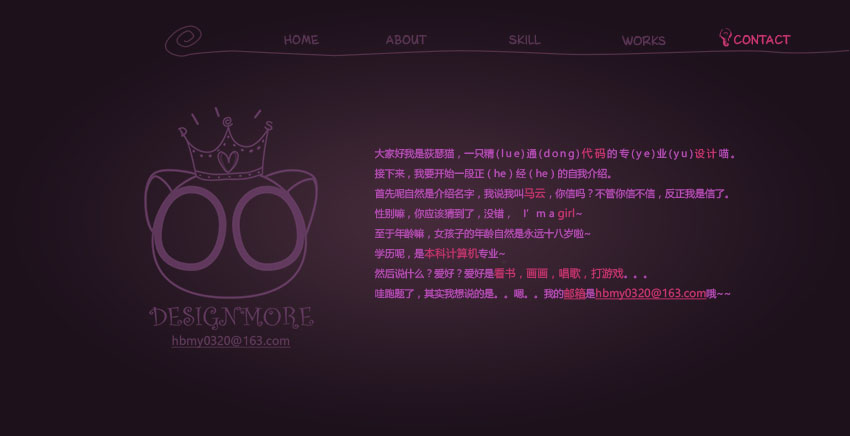 HOME ABOUT SKILL WORKS CONTACT
大家好我是荻瑟猫，一只精(lue)通(dong)代码的专(ye)业(yu)设计喵。
接下来，我要开始一段正（he）经（he）的自我介绍。
首先呢自然是介绍名字，我说我叫马云，你信吗？不管你信不信，反正我是信了。
性别嘛，你应该猜到了，没错， I'm a girl~
至于年龄嘛，女孩子的年龄自然是永远十八岁啦~
学历呢，是本科计算机专业~
然后说什么？爱好？爱好是看书，画画，唱歌，打游戏。。。
哇跑题了，其实我想说的是。。嗯。。我的邮箱是hbmy0320@163.com哦~~
DESIGN'MORE
hbmy0320@163.com